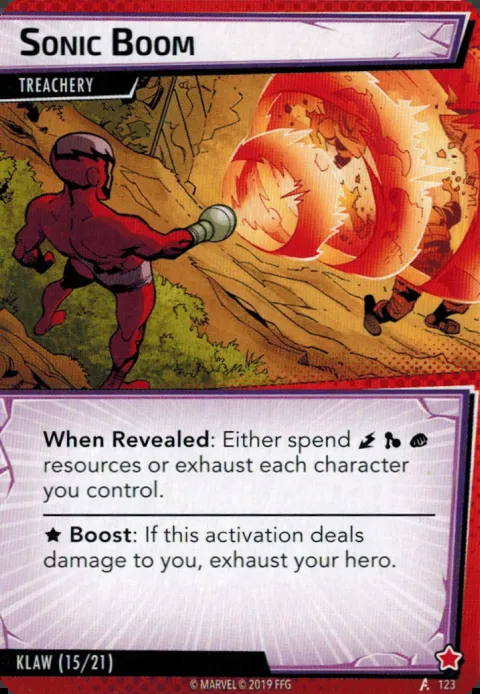 SONIC BOOM
TREACHERY
When Revealed: Either spend
resources or exhaust each character
you control.
★ Boost: If this activation deals
damage to you, exhaust your hero.
KLAW (15/21)
© MARVEL © 2019 FFG
123